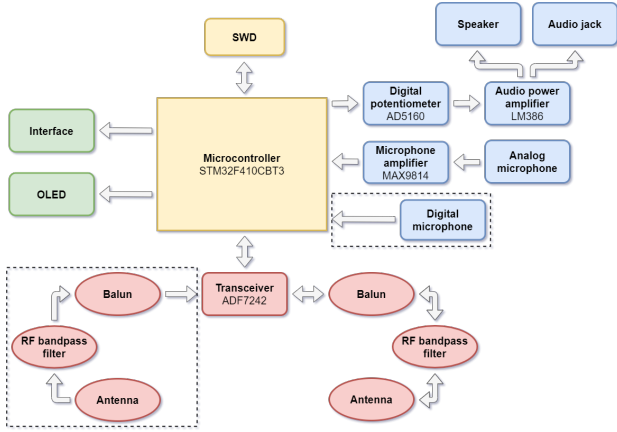 Speaker
Audio jack
SWD
Digital
potentiometer
AD5160
Audio power
amplifier
LM386
Interface
Microcontroller
STM32F410CBT3
Microphone
amplifier
MAX9814
Analog
microphone
OLED
Digital
microphone
Balun
Transceiver
ADF7242
Balun
RF bandpass
filter
RF bandpass
filter
Antenna
Antenna